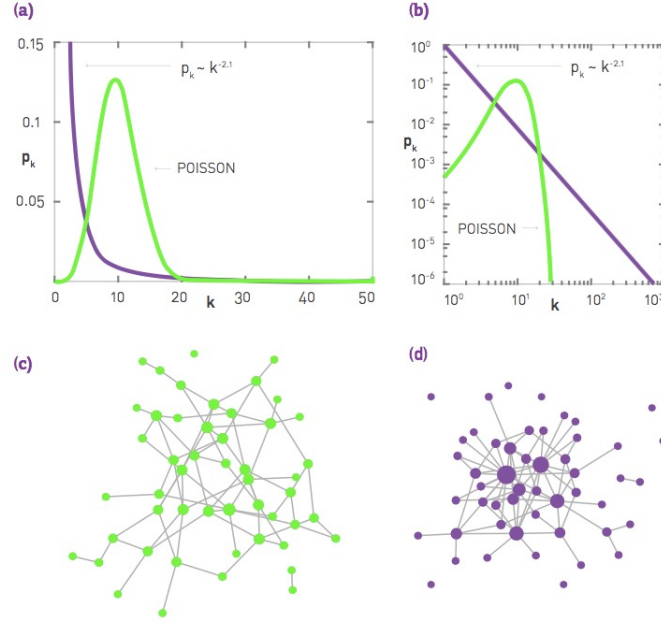 (a)
0.15
0.1
0.05
pₖ
pₖ ~ k⁻²·¹
POISSON
0 10 20 30 40 50
k
(b)
10⁰
10⁻¹
10⁻²
10⁻³
10⁻⁴
10⁻⁵
10⁻⁶
pₖ
pₖ ~ k⁻²·¹
POISSON
10⁰ 10¹ 10² 10³
k
(c)
(d)